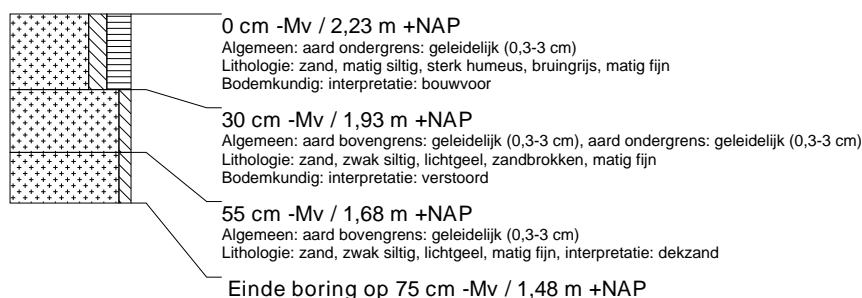 0 cm -Mv / 2,23 m +NAP
Algemeen: aard ondergrens: geleidelijk (0,3-3 cm)
Lithologie: zand, matig siltig, sterk humeus, bruingrijs, matig fijn
Bodemkundig: interpretatie: bouwvoor
30 cm -Mv / 1,93 m +NAP
Algemeen: aard bovengrens: geleidelijk (0,3-3 cm), aard ondergrens: geleidelijk (0,3-3 cm)
Lithologie: zand, zwak siltig, lichtgeel, zandbrokken, matig fijn
Bodemkundig: interpretatie: verstoord
55 cm -Mv / 1,68 m +NAP
Algemeen: aard bovengrens: geleidelijk (0,3-3 cm)
Lithologie: zand, zwak siltig, lichtgeel, matig fijn, interpretatie: dekzand
Einde boring op 75 cm -Mv / 1,48 m +NAP